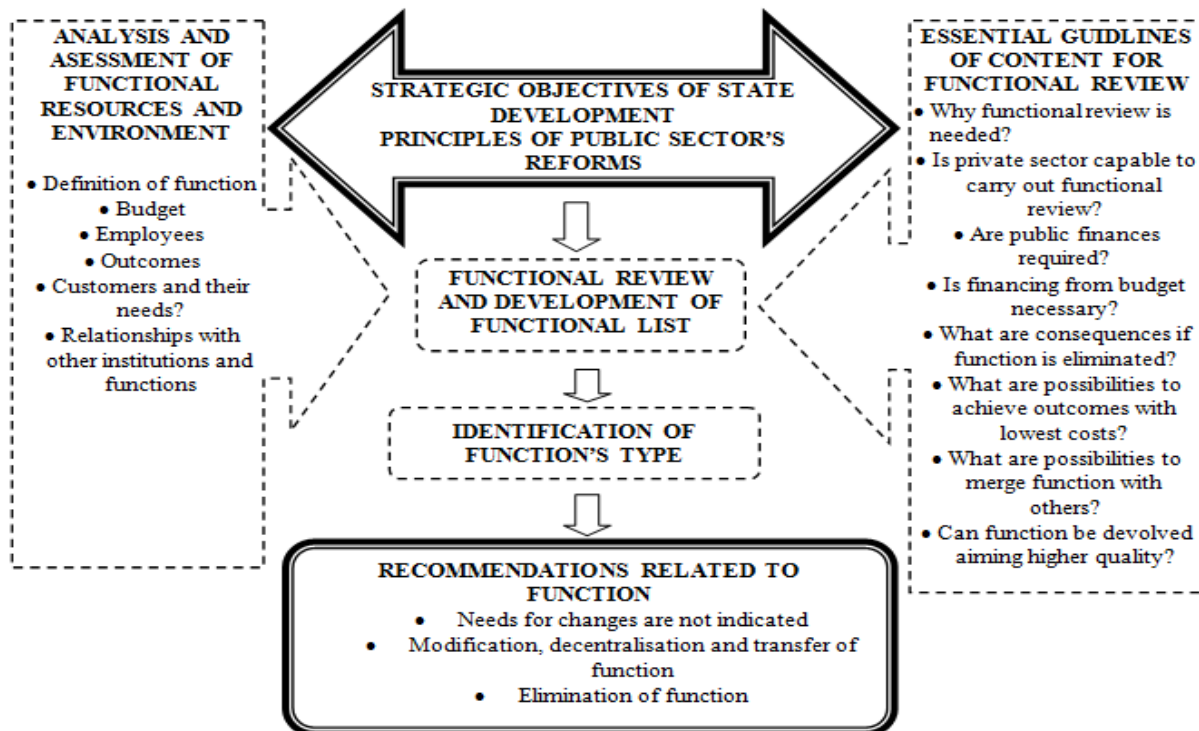 ANALYSIS AND
ASESSMENT OF
FUNCTIONAL
RESOURCES AND
ENVIRONMENT
• Definition of function
• Budget
• Employees
• Outcomes
• Customers and their
needs?
• Relationships with
other institutions and
functions
STRATEGIC OBJECTIVES OF STATE
DEVELOPMENT
PRINCIPLES OF PUBLIC SECTOR'S
REFORMS
FUNCTIONAL REVIEW
AND DEVELOPMENT OF
FUNCTIONAL LIST
IDENTIFICATION OF
FUNCTION'S TYPE
RECOMMENDATIONS RELATED TO
FUNCTION
• Needs for changes are not indicated
• Modification, decentralisation and transfer of
function
• Elimination of function
ESSENTIAL GUIDLINES
OF CONTENT FOR
FUNCTIONAL REVIEW
• Why functional review is
needed?
• Is private sector capable to
carry out functional
review?
• Are public finances
required?
• Is financing from budget
necessary?
• What are consequences if
function is eliminated?
• What are possibilities to
achieve outcomes with
lowest costs?
• What are possibilities to
merge function with
others?
• Can function be devolved
aiming higher quality?